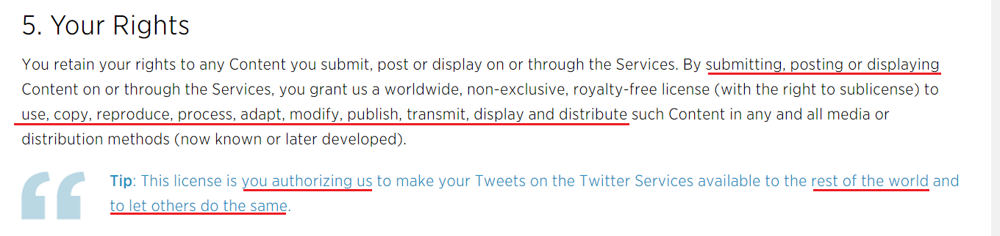 5. Your Rights
You retain your rights to any Content you submit, post or display on or through the Services. By submitting, posting or displaying
Content on or through the Services, you grant us a worldwide, non-exclusive, royalty-free license (with the right to sublicense) to
use, copy, reproduce, process, adapt, modify, publish, transmit, display and distribute such Content in any and all media or
distribution methods (now known or later developed).
Tip: This license is you authorizing us to make your Tweets on the Twitter Services available to the rest of the world and
to let others do the same.